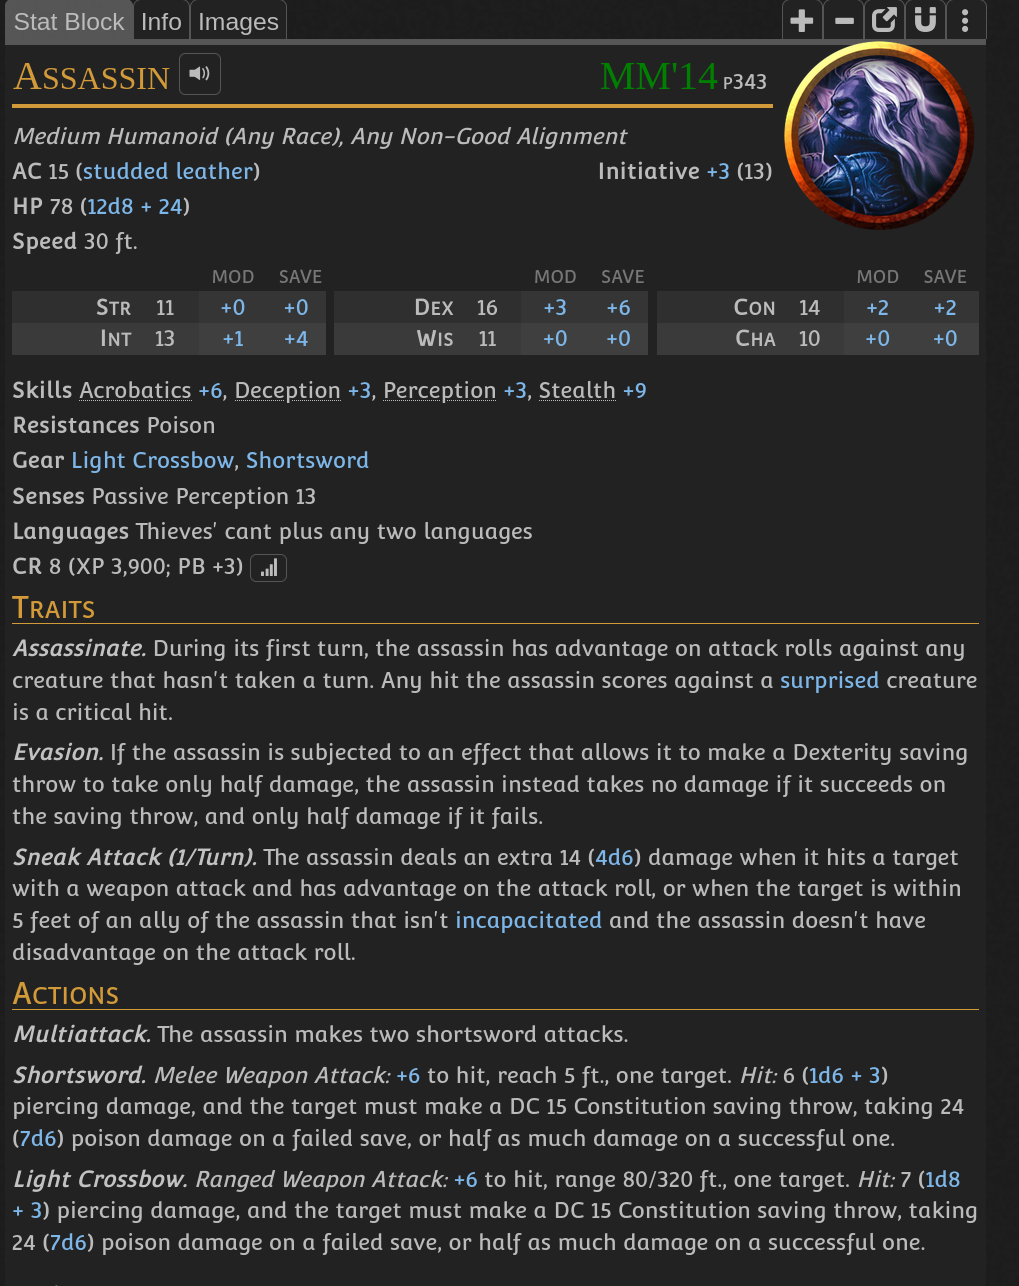 Stat Block Info Images
Assassin MM'14 p343
Medium Humanoid (Any Race), Any Non-Good Alignment
AC 15 (studded leather) Initiative +3 (13)
HP 78 (12d8 + 24)
Speed 30 ft.
MOD SAVE MOD SAVE MOD SAVE
Str 11 +0 +0 Dex 16 +3 +6 Con 14 +2 +2
Int 13 +1 +4 Wis 11 +0 +0 Cha 10 +0 +0
Skills Acrobatics +6, Deception +3, Perception +3, Stealth +9
Resistances Poison
Gear Light Crossbow, Shortsword
Senses Passive Perception 13
Languages Thieves' cant plus any two languages
CR 8 (XP 3,900; PB +3)
Traits
Assassinate. During its first turn, the assassin has advantage on attack rolls against any
creature that hasn't taken a turn. Any hit the assassin scores against a surprised creature
is a critical hit.
Evasion. If the assassin is subjected to an effect that allows it to make a Dexterity saving
throw to take only half damage, the assassin instead takes no damage if it succeeds on
the saving throw, and only half damage if it fails.
Sneak Attack (1/Turn). The assassin deals an extra 14 (4d6) damage when it hits a target
with a weapon attack and has advantage on the attack roll, or when the target is within
5 feet of an ally of the assassin that isn't incapacitated and the assassin doesn't have
disadvantage on the attack roll.
Actions
Multiattack. The assassin makes two shortsword attacks.
Shortsword. Melee Weapon Attack: +6 to hit, reach 5 ft., one target. Hit: 6 (1d6 + 3)
piercing damage, and the target must make a DC 15 Constitution saving throw, taking 24
(7d6) poison damage on a failed save, or half as much damage on a successful one.
Light Crossbow. Ranged Weapon Attack: +6 to hit, range 80/320 ft., one target. Hit: 7 (1d8
+ 3) piercing damage, and the target must make a DC 15 Constitution saving throw, taking
24 (7d6) poison damage on a failed save, or half as much damage on a successful one.